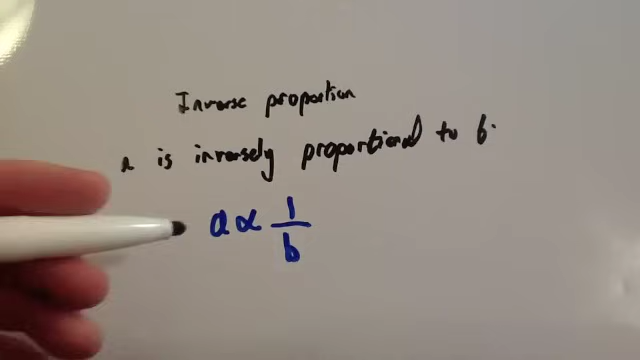 Inverse proportion
a is inversely proportional to b.
a ∝ 1/b